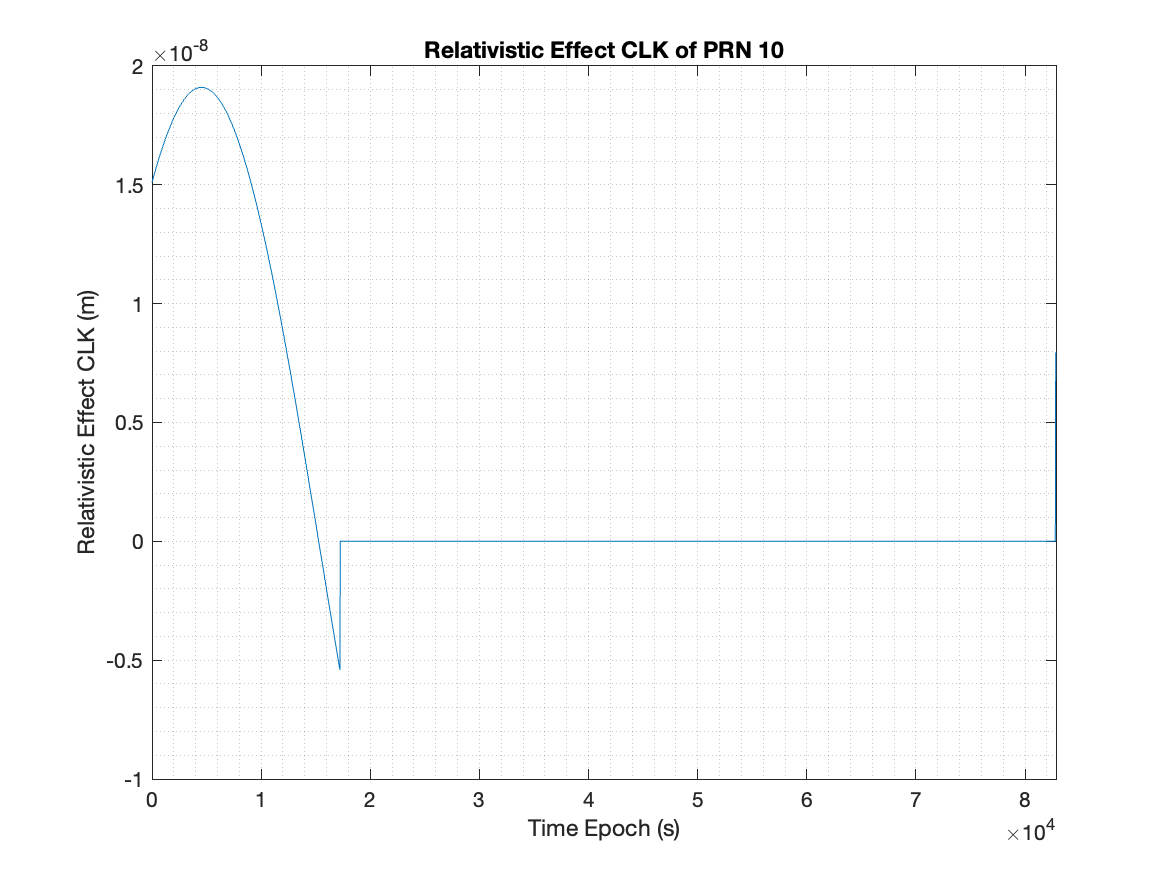 Relativistic Effect CLK of PRN 10
×10-8
2
1.5
1
0.5
0
-0.5
-1
Relativistic Effect CLK (m)
0 1 2 3 4 5 6 7 8
Time Epoch (s)
×104